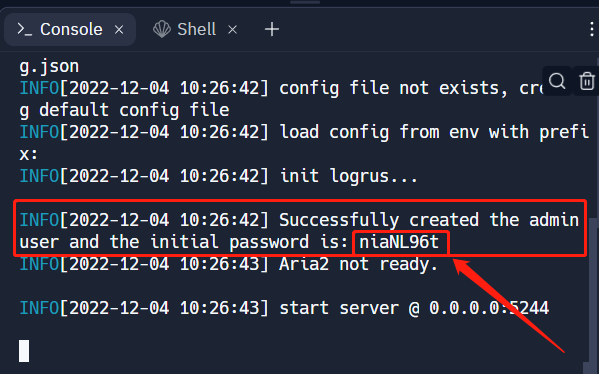 Console
Shell
g.json
INFO[2022-12-04 10:26:42] config file not exists, cre
g default config file
INFO[2022-12-04 10:26:42] load config from env with prefi
x:
INFO[2022-12-04 10:26:42] init logrus...
INFO[2022-12-04 10:26:42] Successfully created the admin
user and the initial password is: niaNL96t
INFO[2022-12-04 10:26:43] Aria2 not ready.
INFO[2022-12-04 10:26:43] start server @ 0.0.0.0:5244